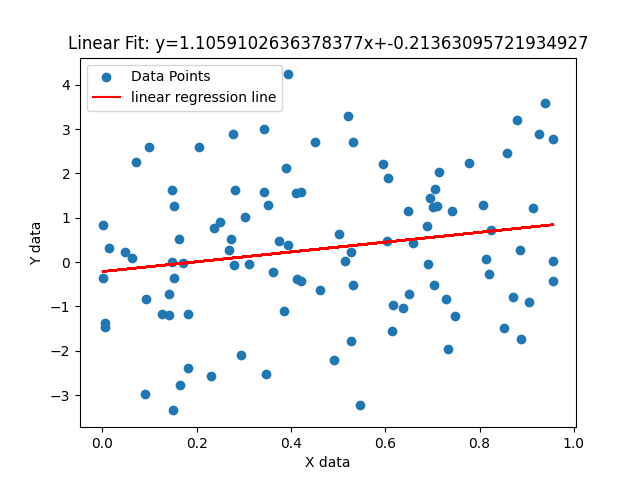 Linear Fit: y=1.1059102636378377x+-0.21363095721934927
Data Points
linear regression line
Y data
4
3
2
1
0
−1
−2
−3
0.0 0.2 0.4 0.6 0.8 1.0
X data